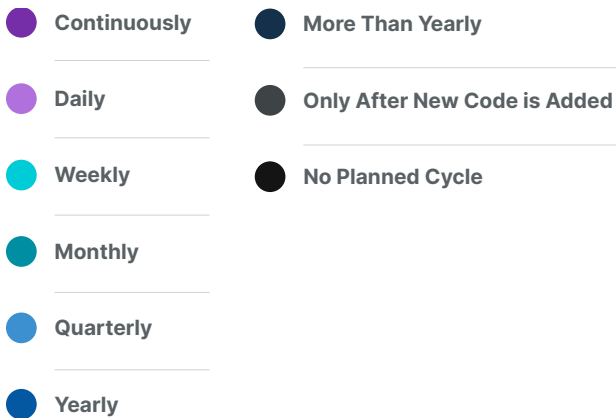 Continuously
Daily
Weekly
Monthly
Quarterly
Yearly
More Than Yearly
Only After New Code is Added
No Planned Cycle